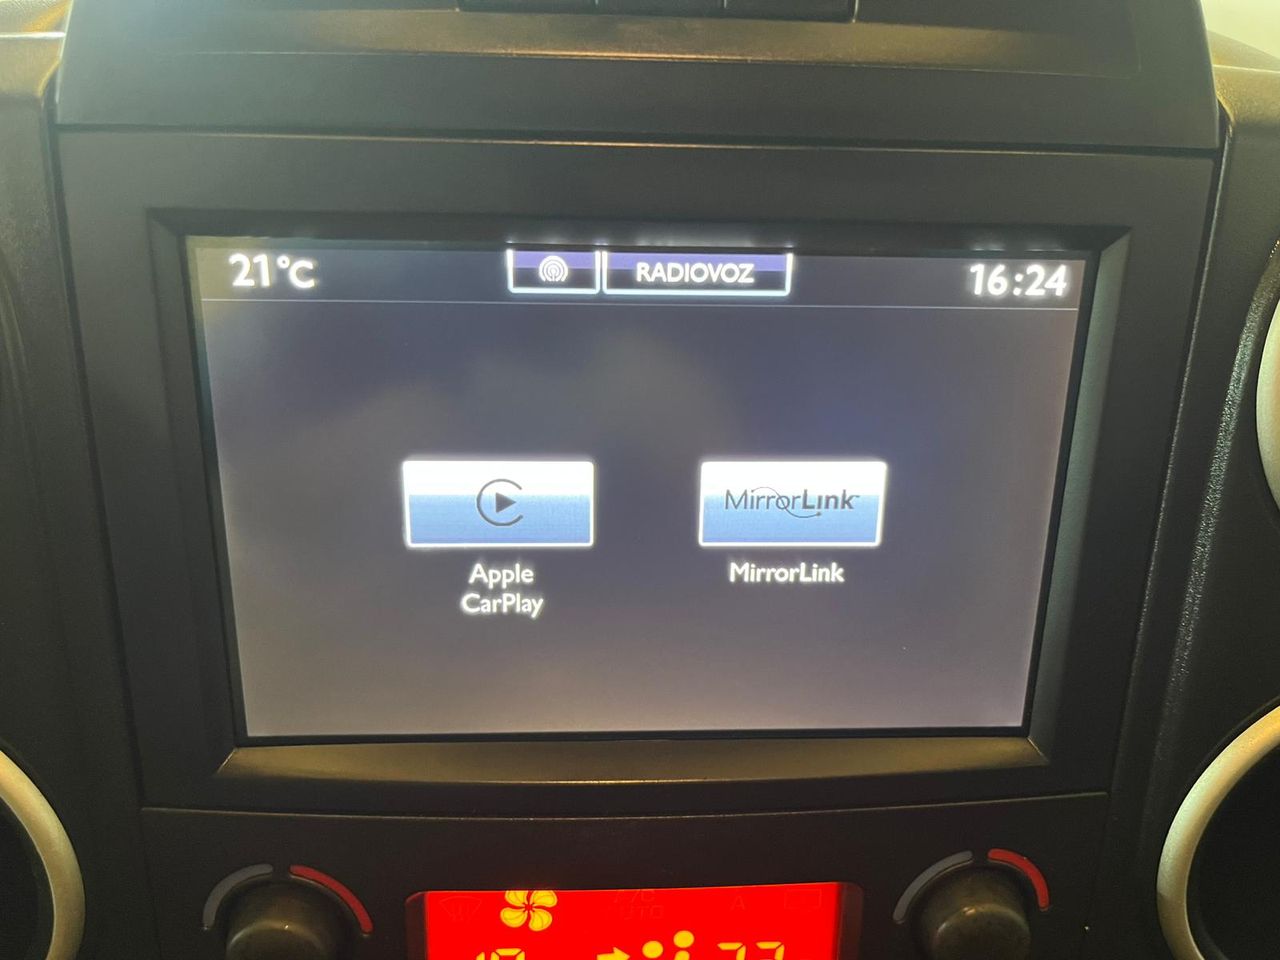 21°C
RADIOVOZ
16:24
MirrorLink
Apple
CarPlay
MirrorLink